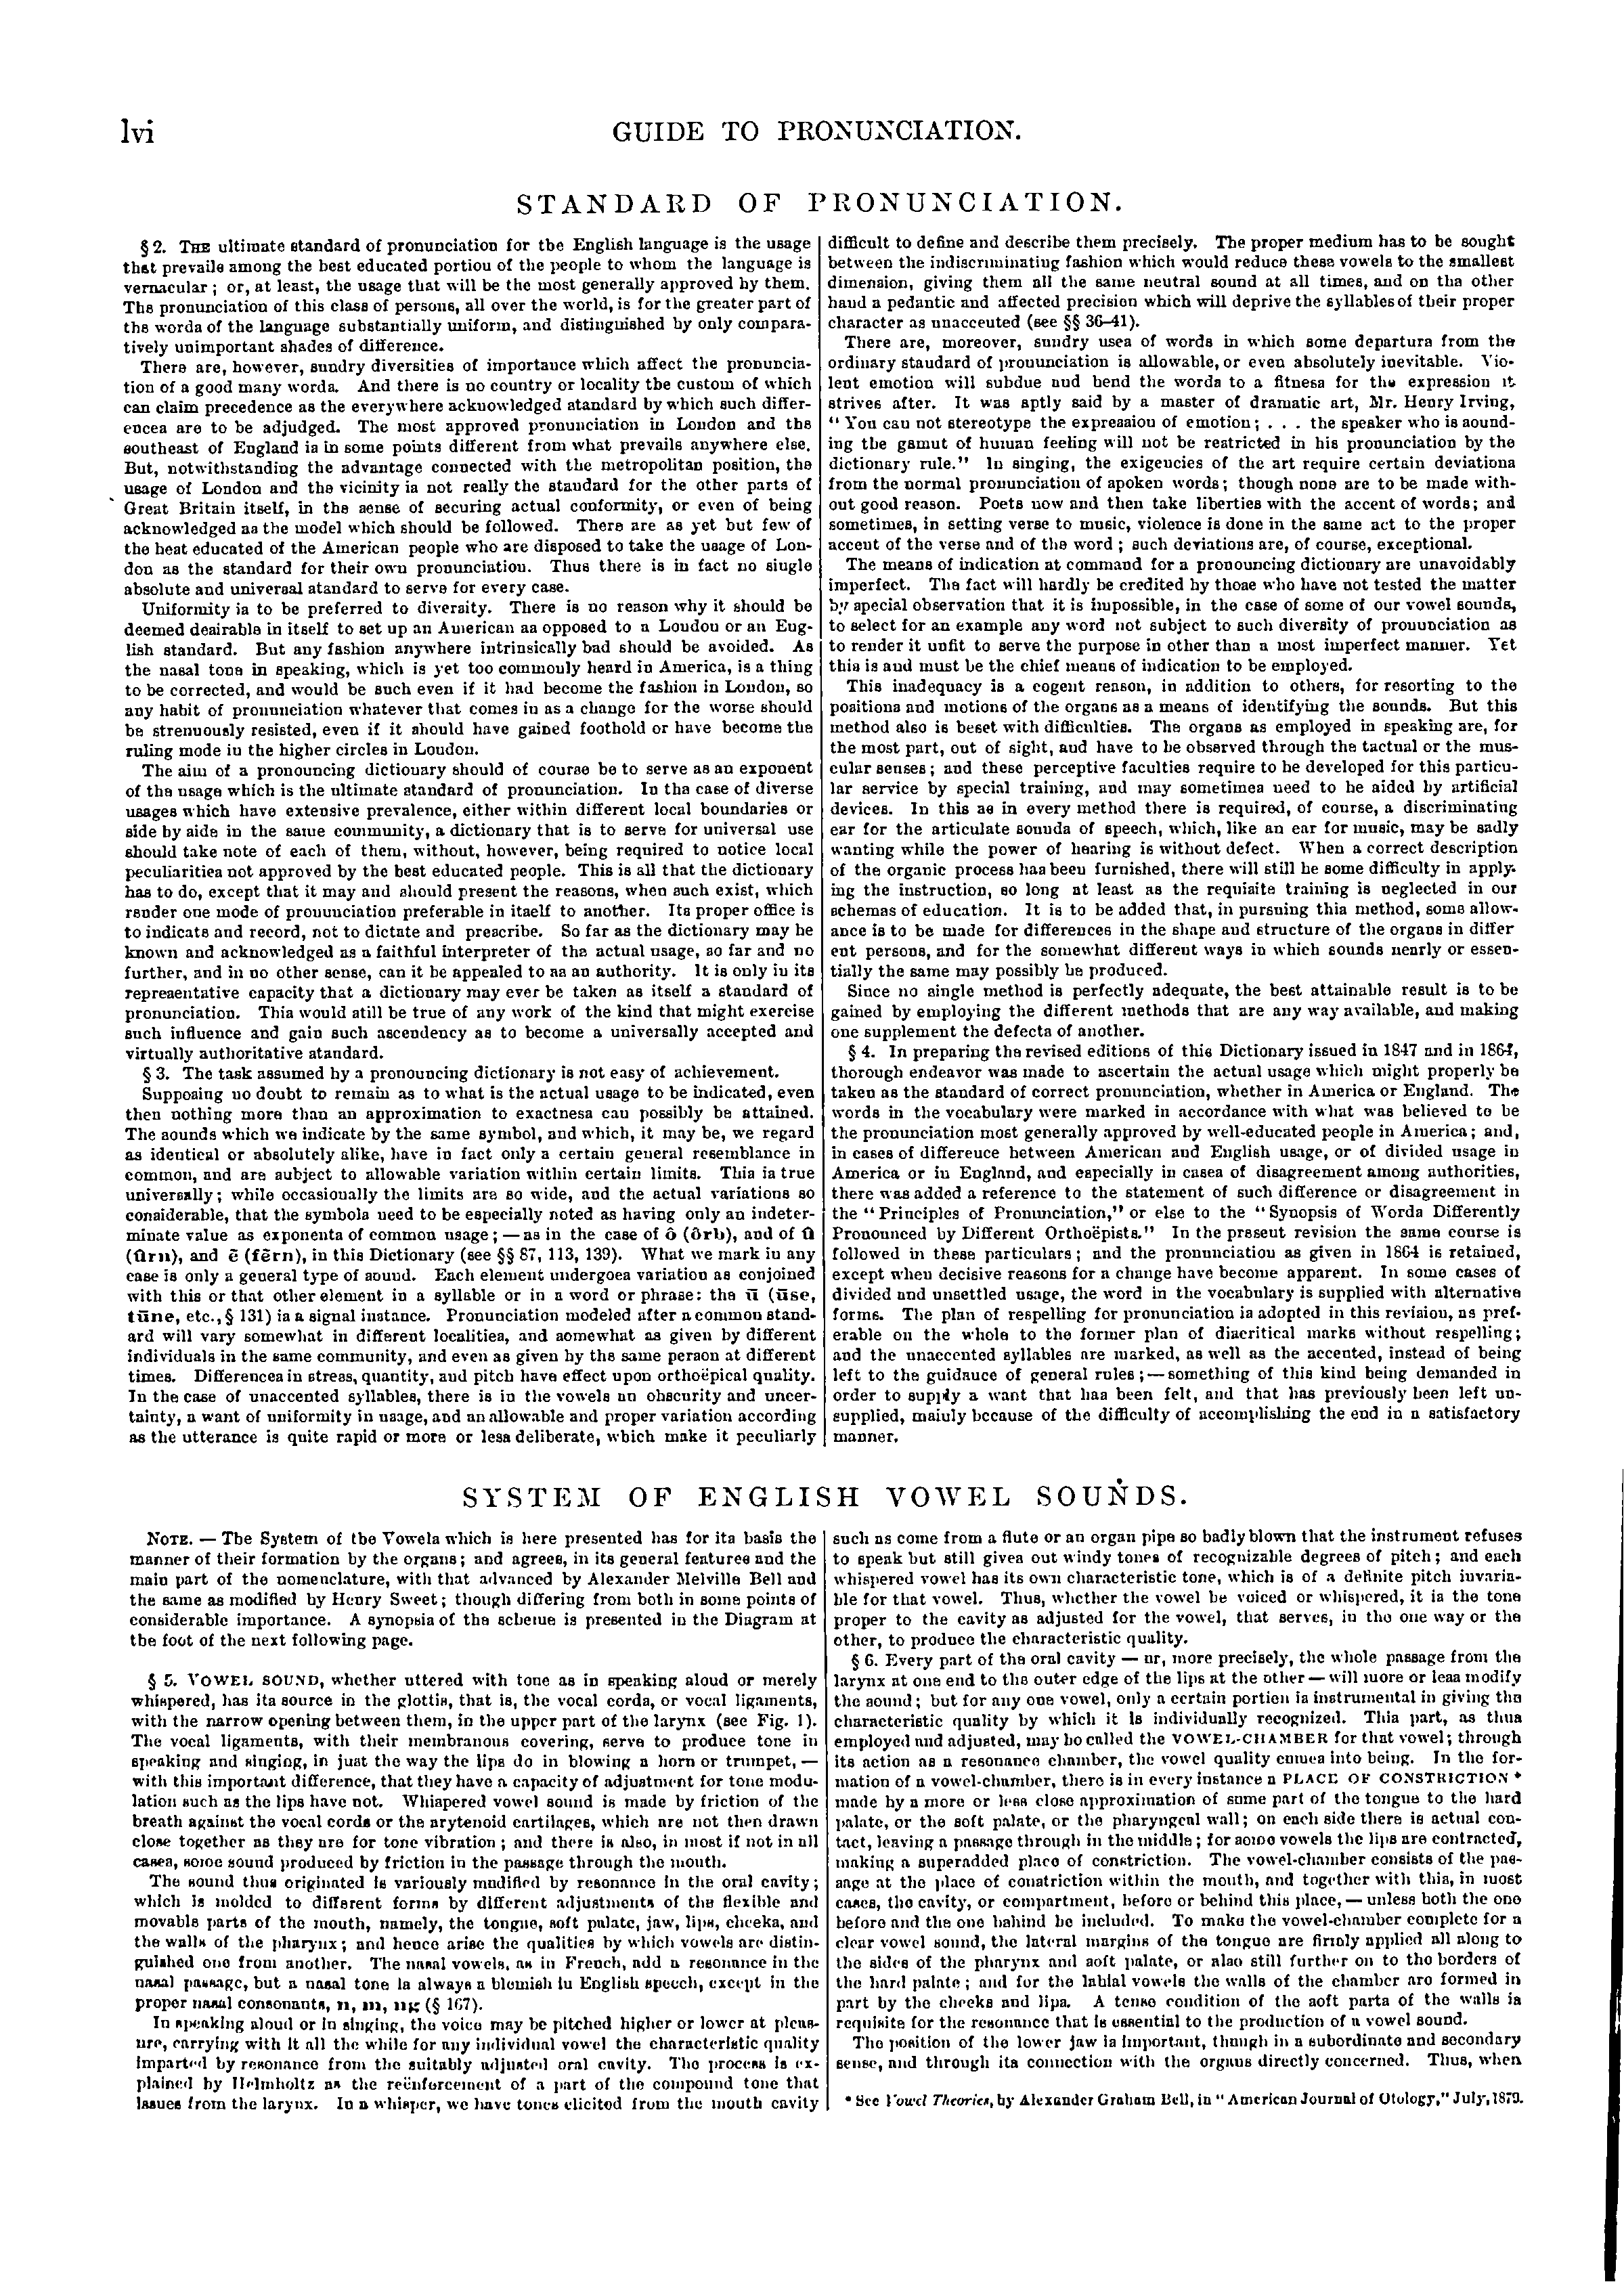 lvi
GUIDE TO PRONUNCIATION.
STANDARD OF PRONUNCIATION.
§ 2. THE ultimate standard of pronunciation for the English language is the usage
that prevails among the best educated portion of the people to whom the language is
vernacular; or, at least, the usage that will be the most generally approved by them.
The pronunciation of this class of persons, all over the world, is for the greater part of
the words of the language substantially uniform, and distinguished by only compara-
tively unimportant shades of difference.
There are, however, sundry diversities of importance which affect the pronuncia-
tion of a good many words. And there is no country or locality the custom of which
can claim precedence as the everywhere acknowledged standard by which such differ-
ences are to be adjudged. The most approved pronunciation in London and the
southeast of England is in some points different from what prevails anywhere else.
But, notwithstanding the advantage connected with the metropolitan position, the
usage of London and the vicinity is not really the standard for the other parts of
Great Britain itself, in the sense of securing actual conformity, or even of being
acknowledged as the model which should be followed. There are as yet but few of
the best educated of the American people who are disposed to take the usage of Lon-
don as the standard for their own pronunciation. Thus there is in fact no single
absolute and universal standard to serve for every case.
Uniformity is to be preferred to diversity. There is no reason why it should be
deemed desirable in itself to set up an American as opposed to a London or an Eng-
lish standard. But any fashion anywhere intrinsically bad should be avoided. As
the nasal tone in speaking, which is yet too commonly heard in America, is a thing
to be corrected, and would be such even if it had become the fashion in London, so
any habit of pronunciation whatever that comes in as a change for the worse should
be strenuously resisted, even if it should have gained foothold or have become the
ruling mode in the higher circles in London.
The aim of a pronouncing dictionary should of course be to serve as an exponent
of the usage which is the ultimate standard of pronunciation. In the case of diverse
usages which have extensive prevalence, either within different local boundaries or
side by side in the same community, a dictionary that is to serve for universal use
should take note of each of them, without, however, being required to notice local
peculiarities not approved by the best educated people. This is all that the dictionary
has to do, except that it may and should present the reasons, when such exist, which
render one mode of pronunciation preferable in itself to another. Its proper office is
to indicate and record, not to dictate and prescribe. So far as the dictionary may be
known and acknowledged as a faithful interpreter of the actual usage, so far and no
further, and in no other sense, can it be appealed to as an authority. It is only in its
representative capacity that a dictionary may ever be taken as itself a standard of
pronunciation. This would still be true of any work of the kind that might exercise
such influence and gain such ascendency as to become a universally accepted and
virtually authoritative standard.
§ 3. The task assumed by a pronouncing dictionary is not easy of achievement.
Supposing no doubt to remain as to what is the actual usage to be indicated, even
then nothing more than an approximation to exactness can possibly be attained.
The sounds which we indicate by the same symbol, and which, it may be, we regard
as identical or absolutely alike, have in fact only a certain general resemblance in
common, and are subject to allowable variation within certain limits. This is true
universally; while occasionally the limits are so wide, and the actual variations so
considerable, that the symbols need to be especially noted as having only an indeter-
minate value as exponents of common usage; — as in the case of ô (ôrb), and of û
(ûrn), and ẽ (fẽrn), in this Dictionary (see §§ 87, 113, 139). What we mark in any
case is only a general type of sound. Each element undergoes variation as conjoined
with this or that other element in a syllable or in a word or phrase: the ū (ūse,
tūne, etc., § 131) is a signal instance. Pronunciation modeled after a common stand-
ard will vary somewhat in different localities, and somewhat as given by different
individuals in the same community, and even as given by the same person at different
times. Differences in stress, quantity, and pitch have effect upon orthoëpical quality.
In the case of unaccented syllables, there is in the vowels an obscurity and uncer-
tainty, a want of uniformity in usage, and an allowable and proper variation according
as the utterance is quite rapid or more or less deliberate, which make it peculiarly
difficult to define and describe them precisely. The proper medium has to be sought
between the indiscriminating fashion which would reduce these vowels to the smallest
dimension, giving them all the same neutral sound at all times, and on the other
hand a pedantic and affected precision which will deprive the syllables of their proper
character as unaccented (see §§ 36–41).
There are, moreover, sundry uses of words in which some departure from the
ordinary standard of pronunciation is allowable, or even absolutely inevitable. Vio-
lent emotion will subdue and bend the words to a fitness for the expression it
strives after. It was aptly said by a master of dramatic art, Mr. Henry Irving,
"You can not stereotype the expression of emotion; . . . the speaker who is sound-
ing the gamut of human feeling will not be restricted in his pronunciation by the
dictionary rule." In singing, the exigencies of the art require certain deviations
from the normal pronunciation of spoken words; though none are to be made with-
out good reason. Poets now and then take liberties with the accent of words; and
sometimes, in setting verse to music, violence is done in the same act to the proper
accent of the verse and of the word; such deviations are, of course, exceptional.
The means of indication at command for a pronouncing dictionary are unavoidably
imperfect. The fact will hardly be credited by those who have not tested the matter
by special observation that it is impossible, in the case of some of our vowel sounds,
to select for an example any word not subject to such diversity of pronunciation as
to render it unfit to serve the purpose in other than a most imperfect manner. Yet
this is and must be the chief means of indication to be employed.
This inadequacy is a cogent reason, in addition to others, for resorting to the
positions and motions of the organs as a means of identifying the sounds. But this
method also is beset with difficulties. The organs as employed in speaking are, for
the most part, out of sight, and have to be observed through the tactual or the mus-
cular senses; and these perceptive faculties require to be developed for this particu-
lar service by special training, and may sometimes need to be aided by artificial
devices. In this as in every method there is required, of course, a discriminating
ear for the articulate sounds of speech, which, like an ear for music, may be sadly
wanting while the power of hearing is without defect. When a correct description
of the organic process has been furnished, there will still be some difficulty in apply-
ing the instruction, so long at least as the requisite training is neglected in our
schemas of education. It is to be added that, in pursuing this method, some allow-
ance is to be made for differences in the shape and structure of the organs in differ
ent persons, and for the somewhat different ways in which sounds nearly or essen-
tially the same may possibly be produced.
Since no single method is perfectly adequate, the best attainable result is to be
gained by employing the different methods that are any way available, and making
one supplement the defects of another.
§ 4. In preparing the revised editions of this Dictionary issued in 1847 and in 1864,
thorough endeavor was made to ascertain the actual usage which might properly be
taken as the standard of correct pronunciation, whether in America or England. The
words in the vocabulary were marked in accordance with what was believed to be
the pronunciation most generally approved by well-educated people in America; and,
in cases of difference between American and English usage, or of divided usage in
America or in England, and especially in cases of disagreement among authorities,
there was added a reference to the statement of such difference or disagreement in
the "Principles of Pronunciation," or else to the "Synopsis of Words Differently
Pronounced by Different Orthoëpists." In the present revision the same course is
followed in these particulars; and the pronunciation as given in 1864 is retained,
except when decisive reasons for a change have become apparent. In some cases of
divided and unsettled usage, the word in the vocabulary is supplied with alternative
forms. The plan of respelling for pronunciation is adopted in this revision, as pref-
erable on the whole to the former plan of diacritical marks without respelling;
and the unaccented syllables are marked, as well as the accented, instead of being
left to the guidance of general rules; — something of this kind being demanded in
order to supply a want that has been felt, and that has previously been left un-
supplied, mainly because of the difficulty of accomplishing the end in a satisfactory
manner.
SYSTEM OF ENGLISH VOWEL SOUNDS.
NOTE. — The System of the Vowels which is here presented has for its basis the
manner of their formation by the organs; and agrees, in its general features and the
main part of the nomenclature, with that advanced by Alexander Melville Bell and
the same as modified by Henry Sweet; though differing from both in some points of
considerable importance. A synopsis of the scheme is presented in the Diagram at
the foot of the next following page.
§ 5. VOWEL SOUND, whether uttered with tone as in speaking aloud or merely
whispered, has its source in the glottis, that is, the vocal cords, or vocal ligaments,
with the narrow opening between them, in the upper part of the larynx (see Fig. 1).
The vocal ligaments, with their membranous covering, serve to produce tone in
speaking and singing, in just the way the lips do in blowing a horn or trumpet, —
with this important difference, that they have a capacity of adjustment for tone modu-
lation such as the lips have not. Whispered vowel sound is made by friction of the
breath against the vocal cords or the arytenoid cartilages, which are not then drawn
close together as they are for tone vibration; and there is also, in most if not in all
cases, some sound produced by friction in the passage through the mouth.
The sound thus originated is variously modified by resonance in the oral cavity;
which is molded to different forms by different adjustments of the flexible and
movable parts of the mouth, namely, the tongue, soft palate, jaw, lips, cheeks, and
the walls of the pharynx; and hence arise the qualities by which vowels are distin-
guished one from another. The nasal vowels, as in French, add a resonance in the
nasal passage, but a nasal tone is always a blemish in English speech, except in the
proper nasal consonants, n, m, ng (§ 167).
In speaking aloud or in singing, the voice may be pitched higher or lower at pleas-
ure, carrying with it all the while for any individual vowel the characteristic quality
imparted by resonance from the suitably adjusted oral cavity. The process is ex-
plained by Helmholtz as the reënforcement of a part of the compound tone that
issues from the larynx. In a whisper, we have tones elicited from the mouth cavity
such as come from a flute or an organ pipe so badly blown that the instrument refuses
to speak but still gives out windy tones of recognizable degrees of pitch; and each
whispered vowel has its own characteristic tone, which is of a definite pitch invaria-
ble for that vowel. Thus, whether the vowel be voiced or whispered, it is the tone
proper to the cavity as adjusted for the vowel, that serves, in the one way or the
other, to produce the characteristic quality.
§ 6. Every part of the oral cavity — or, more precisely, the whole passage from the
larynx at one end to the outer edge of the lips at the other — will more or less modify
the sound; but for any one vowel, only a certain portion is instrumental in giving the
characteristic quality by which it is individually recognized. This part, as thus
employed and adjusted, may be called the VOWEL-CHAMBER for that vowel; through
its action as a resonance chamber, the vowel quality comes into being. In the for-
mation of a vowel-chamber, there is in every instance a PLACE OF CONSTRICTION *
made by a more or less close approximation of some part of the tongue to the hard
palate, or the soft palate, or the pharyngeal wall; on each side there is actual con-
tact, leaving a passage through in the middle; for some vowels the lips are contracted,
making a superadded place of constriction. The vowel-chamber consists of the pas-
sage at the place of constriction within the mouth, and together with this, in most
cases, the cavity, or compartment, before or behind this place, — unless both the one
before and the one behind be included. To make the vowel-chamber complete for a
clear vowel sound, the lateral margins of the tongue are firmly applied all along to
the sides of the pharynx and soft palate, or also still further on to the borders of
the hard palate; and for the labial vowels the walls of the chamber are formed in
part by the cheeks and lips. A tense condition of the soft parts of the walls is
requisite for the resonance that is essential to the production of a vowel sound.
The position of the lower jaw is important, though in a subordinate and secondary
sense, and through its connection with the organs directly concerned. Thus, when
* See Vowel Theories, by Alexander Graham Bell, in "American Journal of Otology," July, 1879.